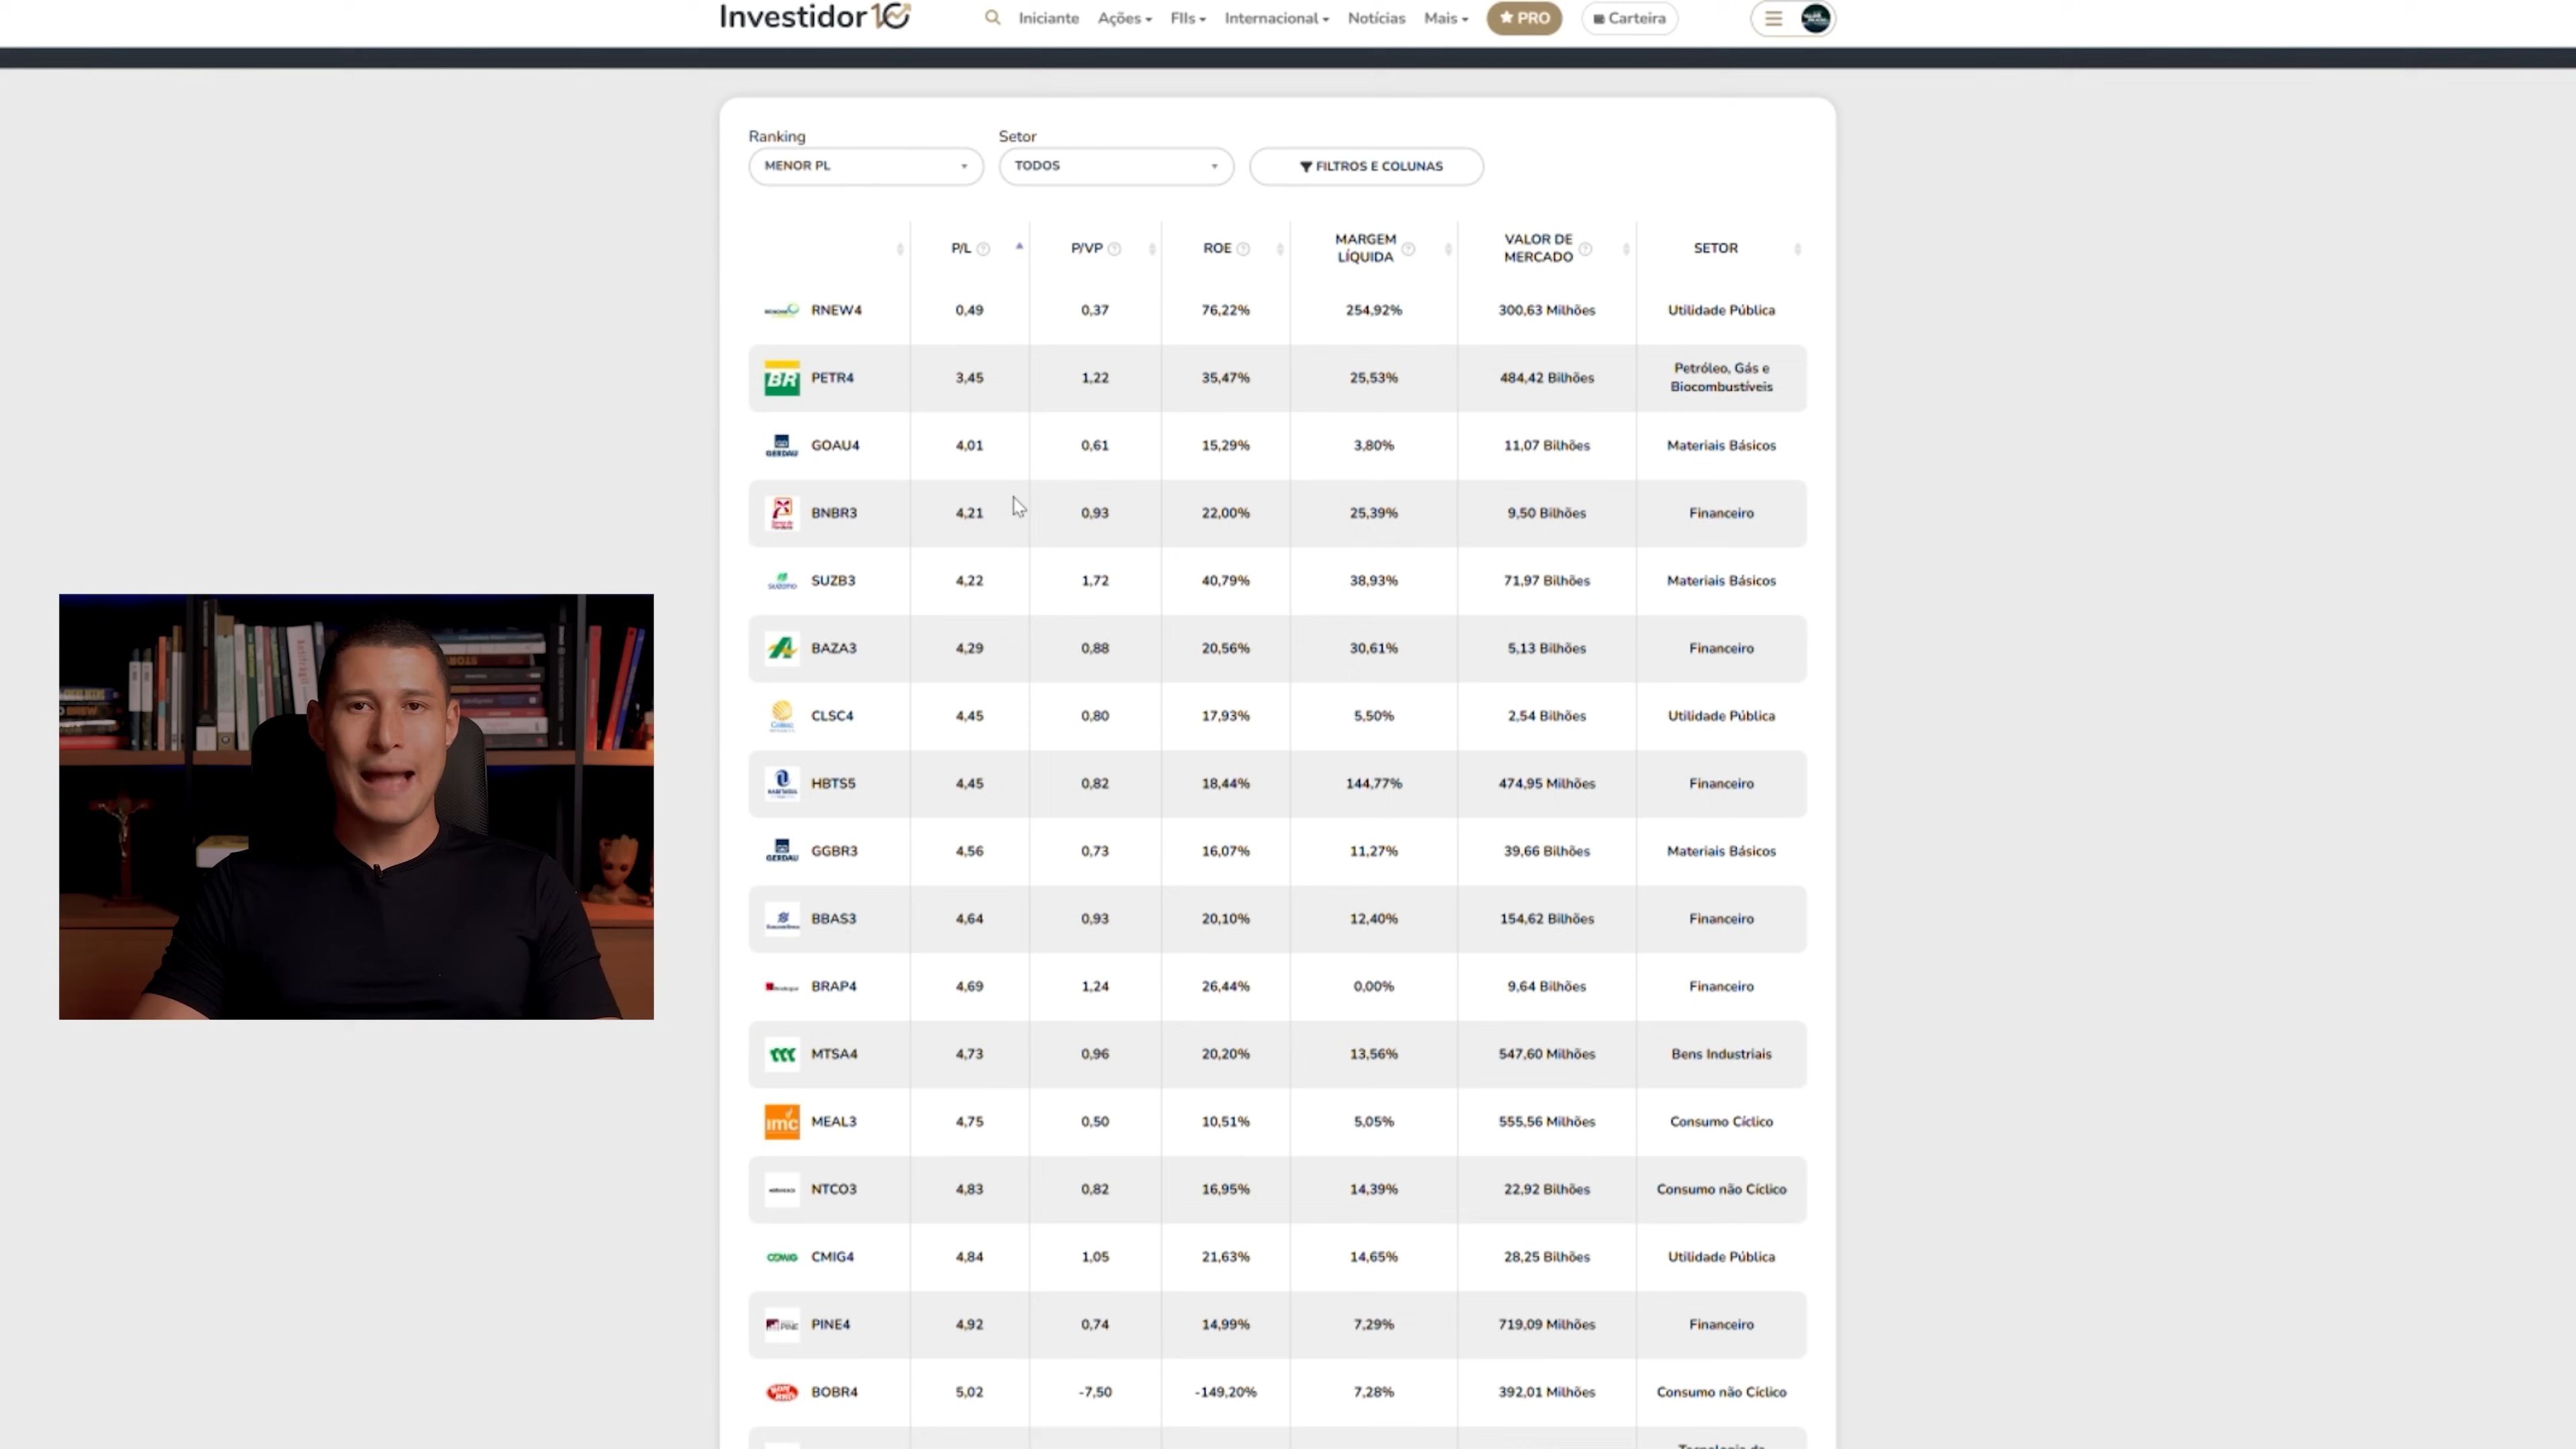 Investidor 10
Iniciante Ações FIIs Internacional Notícias Mais PRO Carteira
Ranking Setor
MENOR PL TODOS FILTROS E COLUNAS
P/L P/VP ROE MARGEM LÍQUIDA VALOR DE MERCADO SETOR
RNEW4 0,49 0,37 76,22% 254,92% 300,63 Milhões Utilidade Pública
BR PETR4 3,45 1,22 35,47% 25,53% 484,42 Bilhões Petróleo, Gás e Biocombustíveis
GERDAU GOAU4 4,01 0,61 15,29% 3,80% 11,07 Bilhões Materiais Básicos
BNBR3 4,21 0,93 22,00% 25,39% 9,50 Bilhões Financeiro
SUZANO SUZB3 4,22 1,72 40,79% 38,93% 71,97 Bilhões Materiais Básicos
BAZA3 4,29 0,88 20,56% 30,61% 5,13 Bilhões Financeiro
Celesc CLSC4 4,45 0,80 17,93% 5,50% 2,54 Bilhões Utilidade Pública
HBTS5 4,45 0,82 18,44% 144,77% 474,95 Milhões Financeiro
GERDAU GGBR3 4,56 0,73 16,07% 11,27% 39,66 Bilhões Materiais Básicos
BBAS3 4,64 0,93 20,10% 12,40% 154,62 Bilhões Financeiro
BRAP4 4,69 1,24 26,44% 0,00% 9,64 Bilhões Financeiro
MTSA4 4,73 0,96 20,20% 13,56% 547,60 Milhões Bens Industriais
imc MEAL3 4,75 0,50 10,51% 5,05% 555,56 Milhões Consumo Cíclico
NTCO3 4,83 0,82 16,95% 14,39% 22,92 Bilhões Consumo não Cíclico
CEMIG CMIG4 4,84 1,05 21,63% 14,65% 28,25 Bilhões Utilidade Pública
PINE PINE4 4,92 0,74 14,99% 7,29% 719,09 Milhões Financeiro
BOBR4 5,02 -7,50 -149,20% 7,28% 392,01 Milhões Consumo não Cíclico